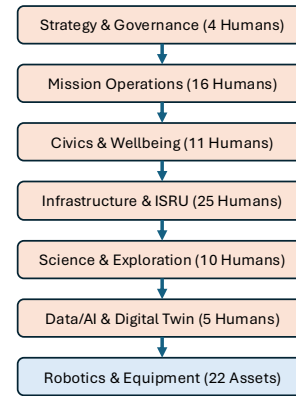 Strategy & Governance (4 Humans)
Mission Operations (16 Humans)
Civics & Wellbeing (11 Humans)
Infrastructure & ISRU (25 Humans)
Science & Exploration (10 Humans)
Data/AI & Digital Twin (5 Humans)
Robotics & Equipment (22 Assets)